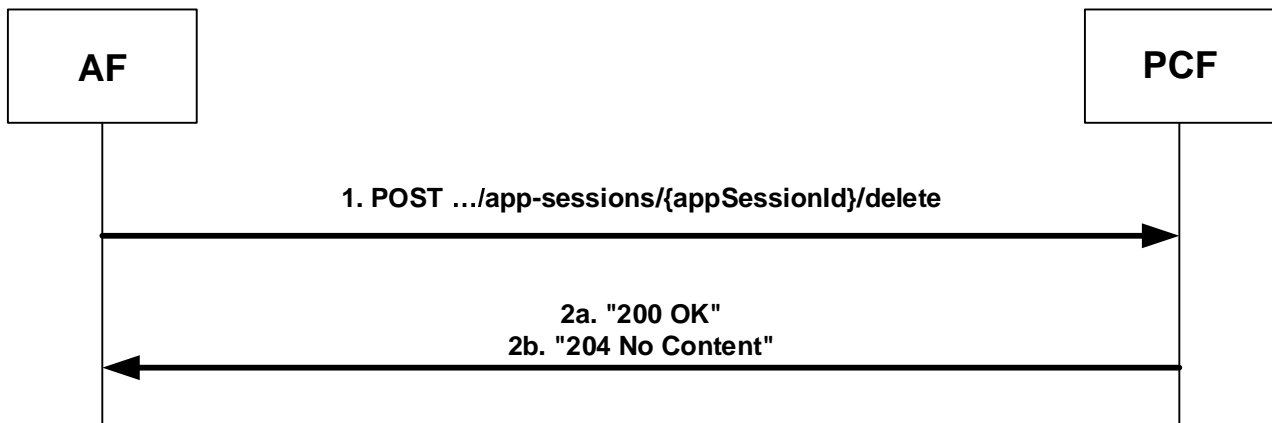 AF
PCF
1. POST …/app-sessions/{appSessionId}/delete
2a. "200 OK"
2b. "204 No Content"